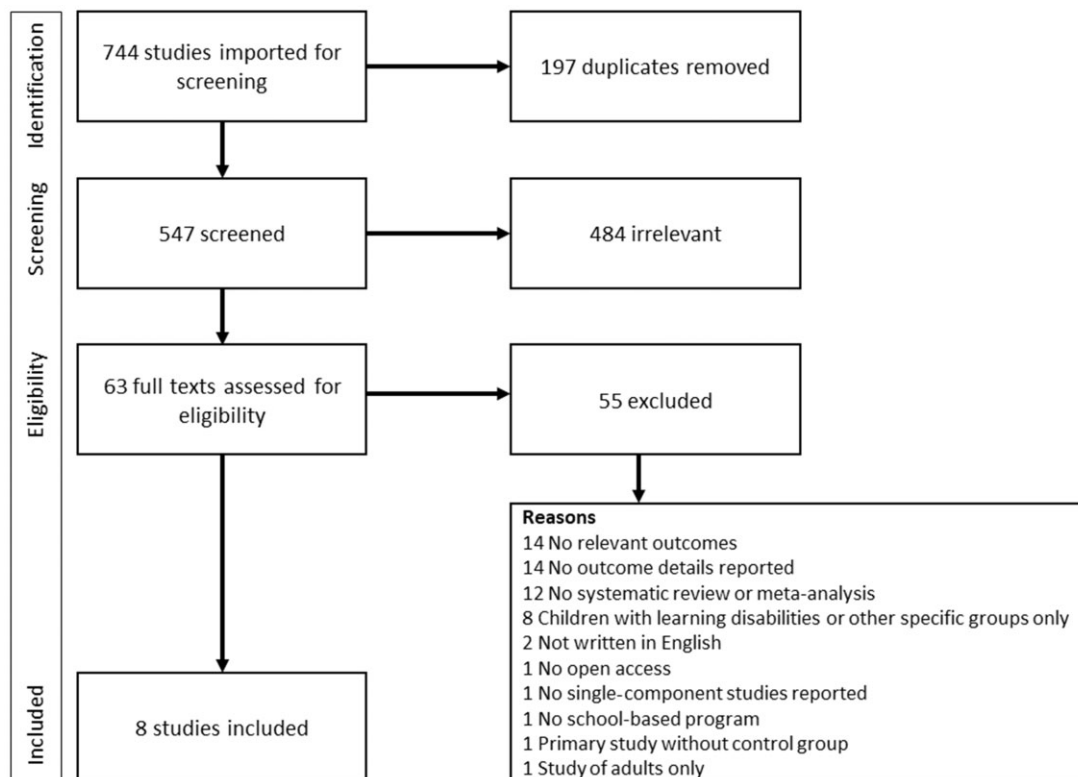 Identification
744 studies imported for
screening
197 duplicates removed
Screening
547 screened
484 irrelevant
Eligibility
63 full texts assessed for
eligibility
55 excluded
Reasons
14 No relevant outcomes
14 No outcome details reported
12 No systematic review or meta-analysis
8 Children with learning disabilities or other specific groups only
2 Not written in English
1 No open access
1 No single-component studies reported
1 No school-based program
1 Primary study without control group
1 Study of adults only
Included
8 studies included